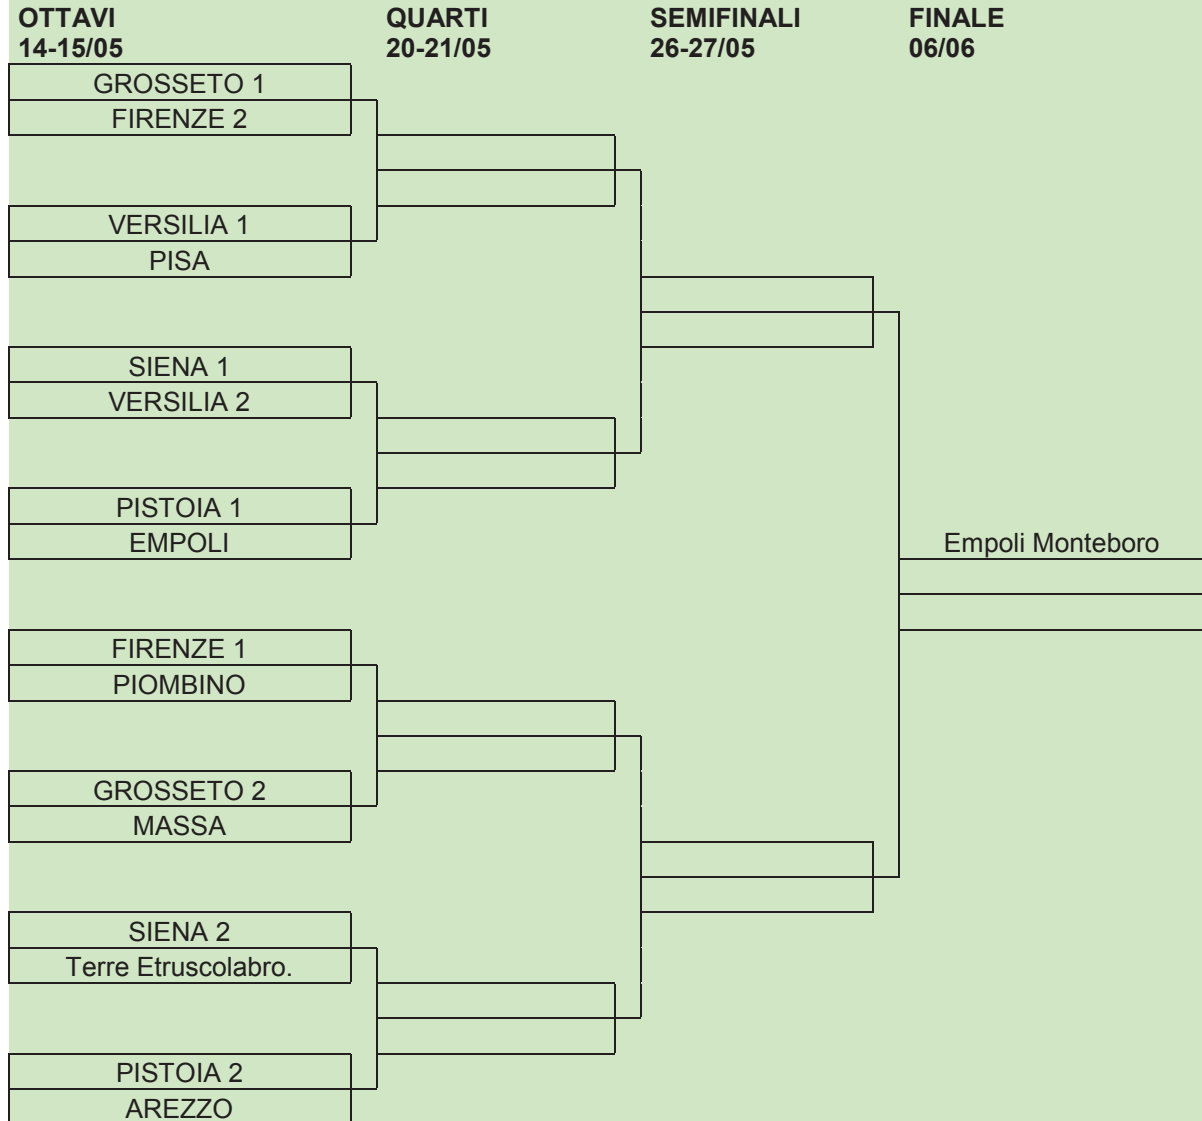 OTTAVI
14-15/05
QUARTI
20-21/05
SEMIFINALI
26-27/05
FINALE
06/06
GROSSETO 1
FIRENZE 2
VERSILIA 1
PISA
SIENA 1
VERSILIA 2
PISTOIA 1
EMPOLI
Empoli Monteboro
FIRENZE 1
PIOMBINO
GROSSETO 2
MASSA
SIENA 2
Terre Etruscolabro.
PISTOIA 2
AREZZO